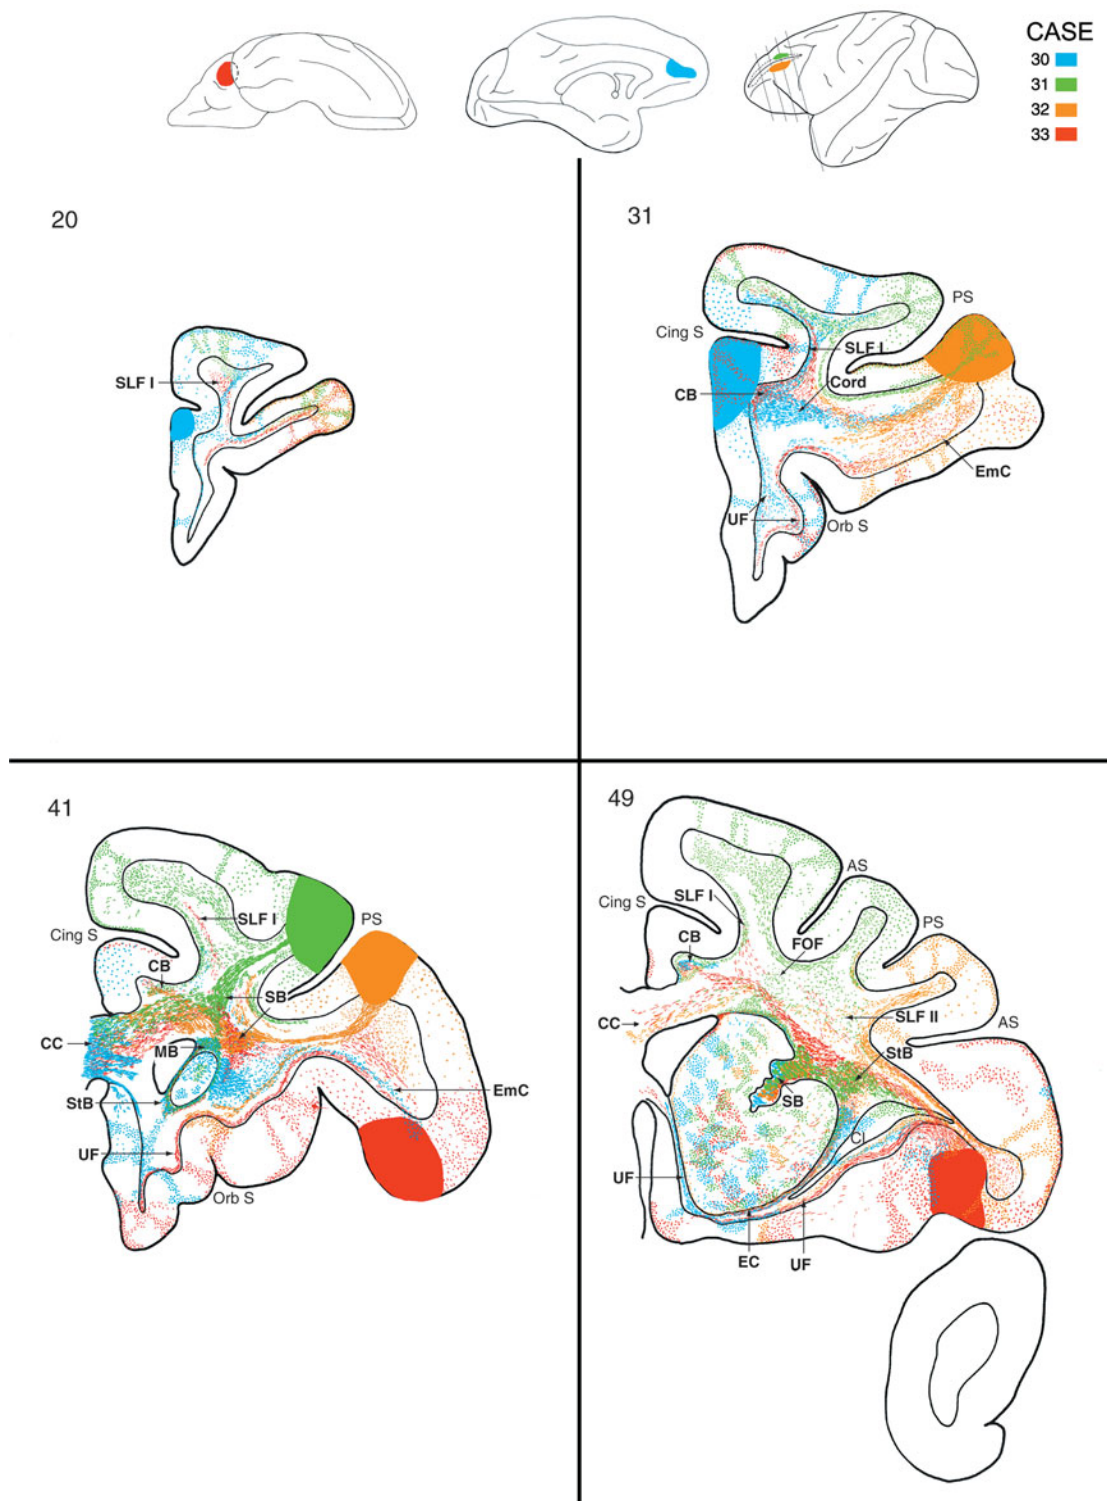 CASE
30
31
32
33
20
SLF I
31
PS
Cing S
SLF I
CB
Cord
EmC
UF
Orb S
41
SLF I
PS
Cing S
CB
SB
CC
MB
EmC
StB
UF
Orb S
49
AS
Cing S
SLF I
PS
CB
FOF
CC
SLF II
AS
StB
SB
Cl
UF
EC
UF